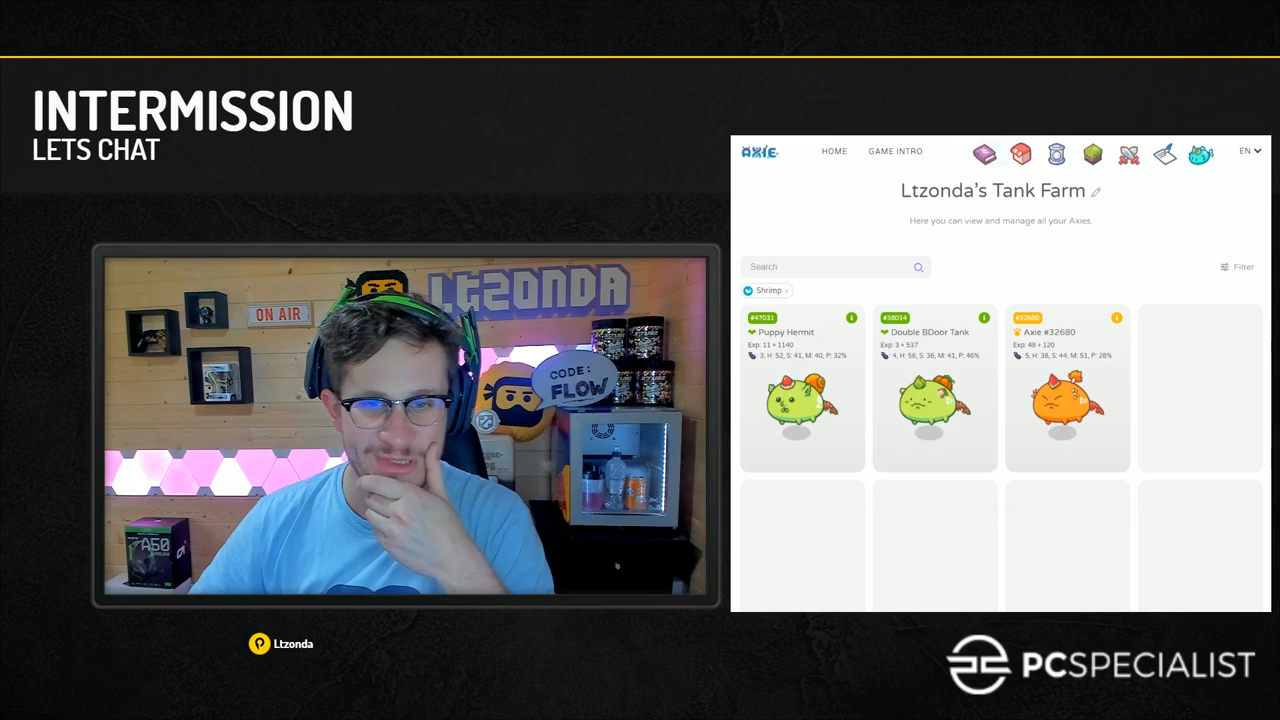 INTERMISSION
LETS CHAT
AXIE
HOME
GAME INTRO
EN
Ltzonda's Tank Farm
Here you can view and manage all your Axies.
Search
Filter
Shrimp ›
#47031
Puppy Hermit
Exp: 11 + 1140
3, H: 52, S: 41, M: 40, P: 32%
#38014
Double BDoor Tank
Exp: 3 + 537
4, H: 56, S: 36, M: 41, P: 46%
#32680
Axie #32680
Exp: 48 + 120
5, H: 38, S: 44, M: 51, P: 28%
LTZONDA
ON AIR
CODE:
FLOW
A50
Ltzonda
PCSPECIALIST